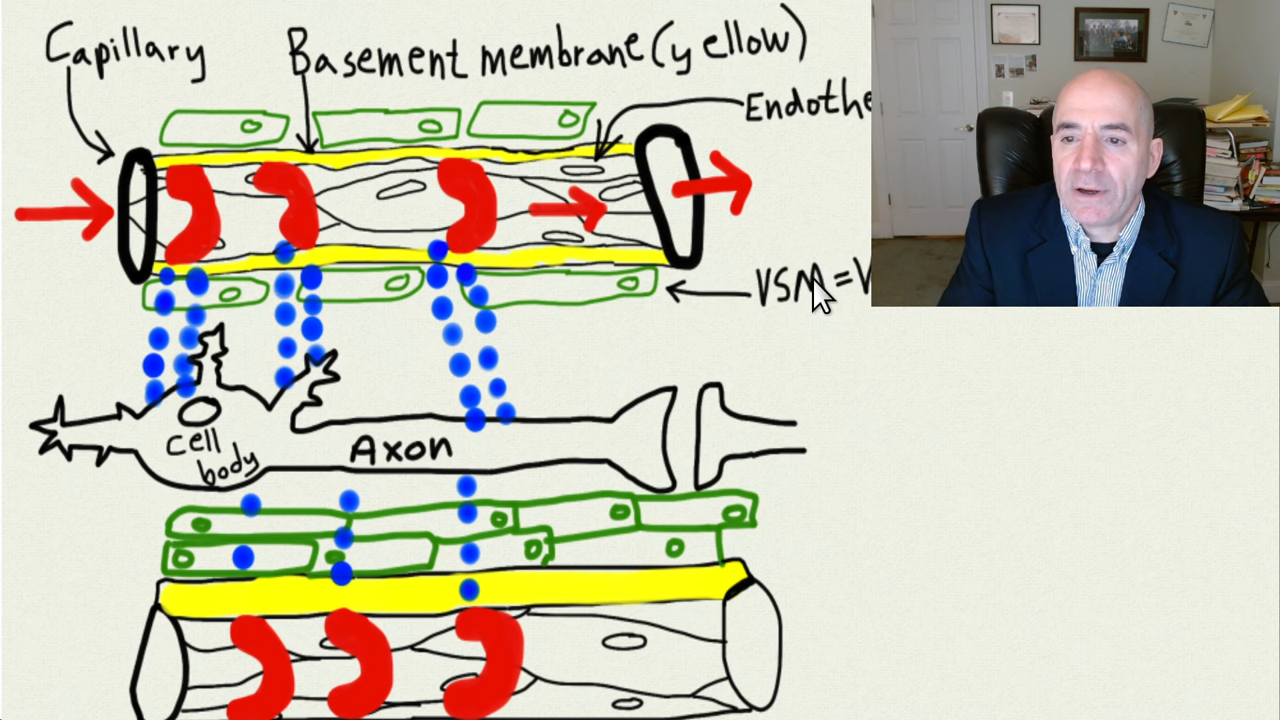 Capillary
Basement membrane (yellow)
Endothe
VSM = V
Cell
body
Axon